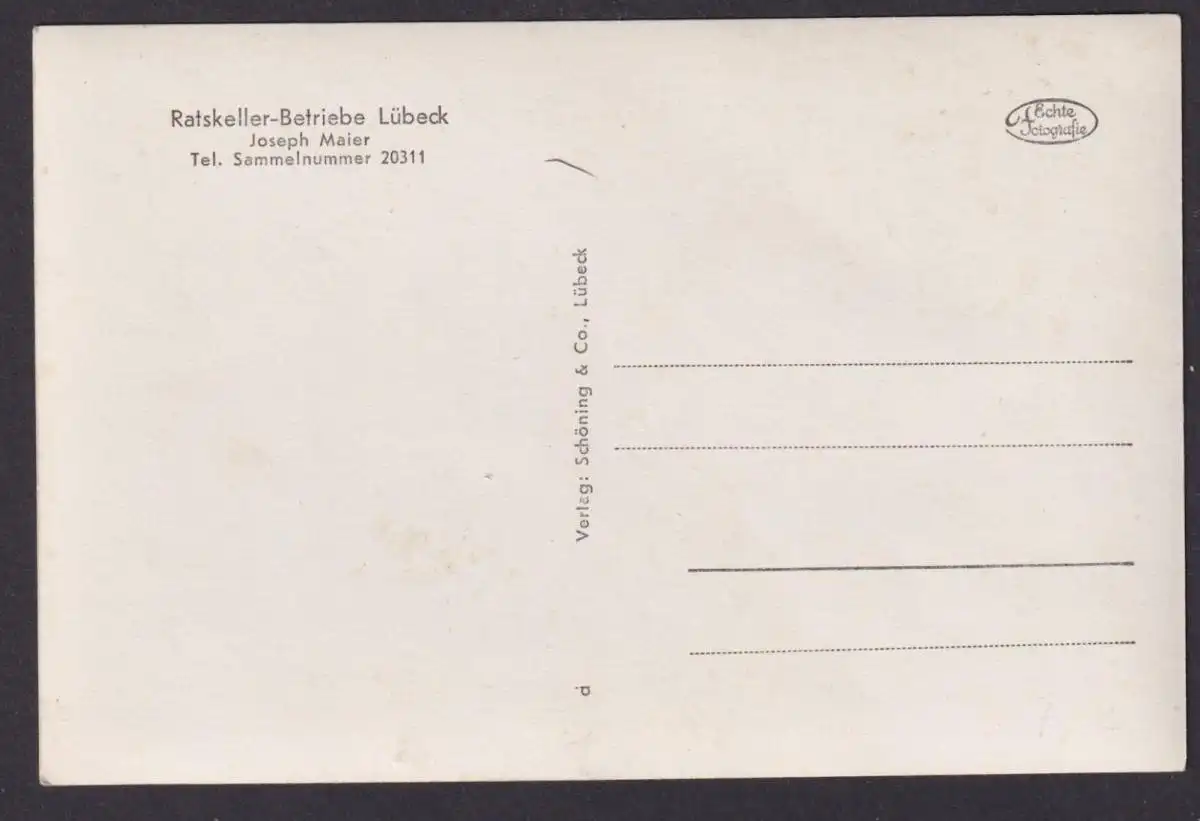 Ratskeller-Betriebe Lübeck
Joseph Maier
Tel. Sammelnummer 20311
Echte
Fotografie
Verlag: Schöning & Co., Lübeck
d